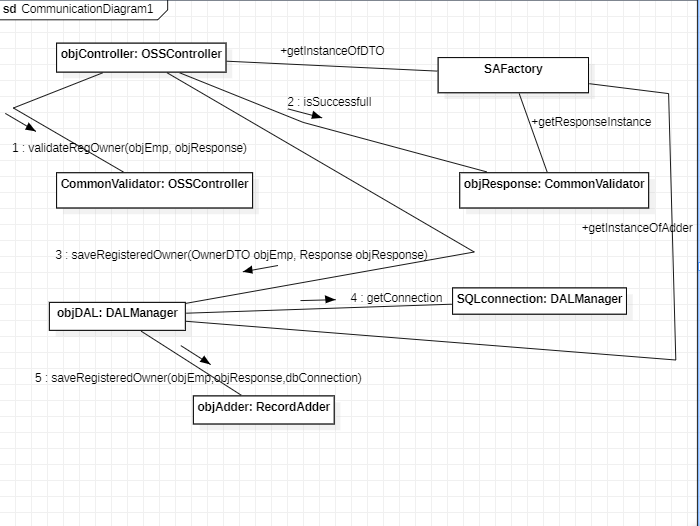 sd CommunicationDiagram1
objController: OSSController
+getInstanceOfDTO
SAFactory
2 : isSuccessfull
+getResponseInstance
1 : validateRegOwner(objEmp, objResponse)
CommonValidator: OSSController
objResponse: CommonValidator
+getInstanceOfAdder
3 : saveRegisteredOwner(OwnerDTO objEmp, Response objResponse)
4 : getConnection
SQLconnection: DALManager
objDAL: DALManager
5 : saveRegisteredOwner(objEmp,objResponse,dbConnection)
objAdder: RecordAdder